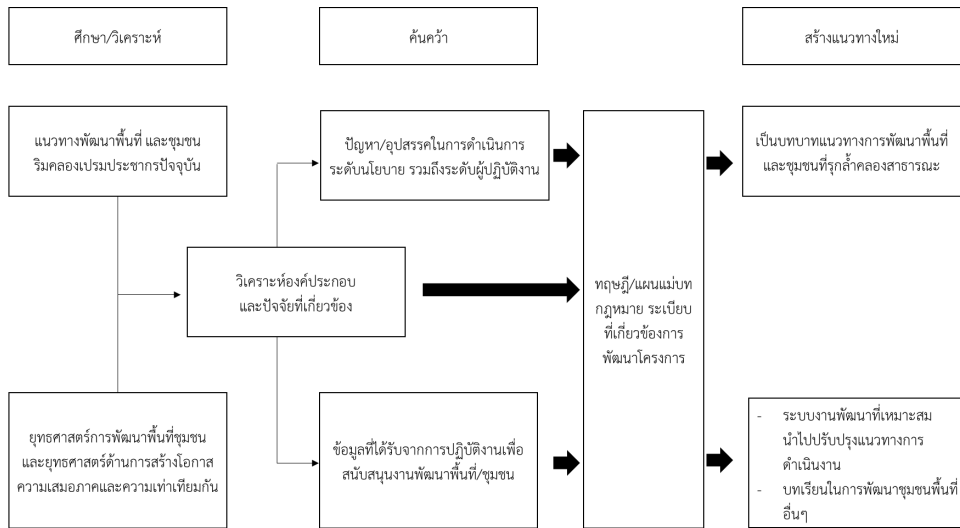 ศึกษา/วิเคราะห์
ค้นคว้า
สร้างแนวทางใหม่
แนวทางพัฒนาพื้นที่ และชุมชน
ริมคลองเปรมประชากรปัจจุบัน
ปัญหา/อุปสรรคในการดำเนินการ
ระดับนโยบาย รวมถึงระดับผู้ปฏิบัติงาน
เป็นบทบาทแนวทางการพัฒนาพื้นที่
และชุมชนที่รุกล้ำคลองสาธารณะ
วิเคราะห์องค์ประกอบ
และปัจจัยที่เกี่ยวข้อง
ทฤษฎี/แผนแม่บท
กฎหมาย ระเบียบ
ที่เกี่ยวข้องการ
พัฒนาโครงการ
ยุทธศาสตร์การพัฒนาพื้นที่ชุมชน
และยุทธศาสตร์ด้านการสร้างโอกาส
ความเสมอภาคและความเท่าเทียมกัน
ข้อมูลที่ได้รับจากการปฏิบัติงานเพื่อ
สนับสนุนงานพัฒนาพื้นที่/ชุมชน
- ระบบงานพัฒนาที่เหมาะสม
นำไปปรับปรุงแนวทางการ
ดำเนินงาน
- บทเรียนในการพัฒนาชุมชนพื้นที่
อื่นๆ